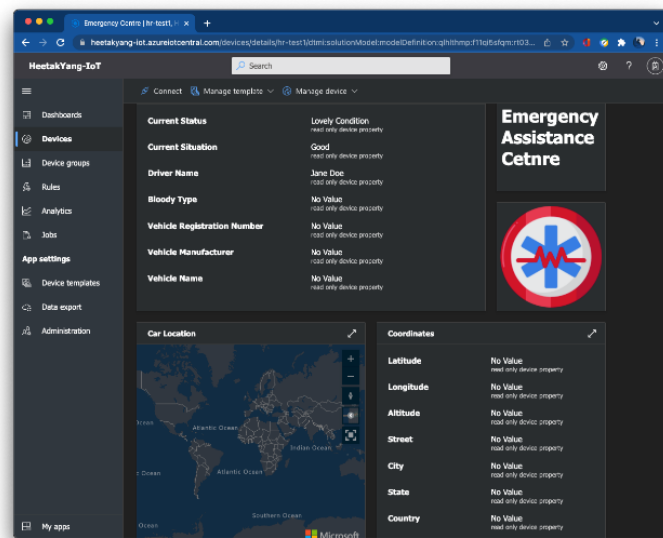 Emergency Centre | hr-test1, H
heetakyang-iot.azureiotcentral.com/devices/details/hr-test1/dtmi:solutionModel:modelDefinition:
HeetakYang-IoT
Search
?
Connect
Manage template
Manage device
Dashboards
Devices
Device groups
Rules
Analytics
Jobs
App settings
Device templates
Data export
Administration
My apps
Current Status
Lovely Condition
read only device property
Current Situation
Good
read only device property
Driver Name
Jane Doe
read only device property
Bloody Type
No Value
read only device property
Vehicle Registration Number
No Value
read only device property
Vehicle Manufacturer
No Value
read only device property
Vehicle Name
No Value
read only device property
Emergency
Assistance
Cetnre
Car Location
Ocean
Atlantic Ocean
Indian Ocean
Ocean
Atlantic Ocean
Southern Ocean
Ocean
Microsoft
Coordinates
Latitude
No Value
read only device property
Longitude
No Value
read only device property
Altitude
No Value
read only device property
Street
No Value
read only device property
City
No Value
read only device property
State
No Value
read only device property
Country
No Value
read only device property